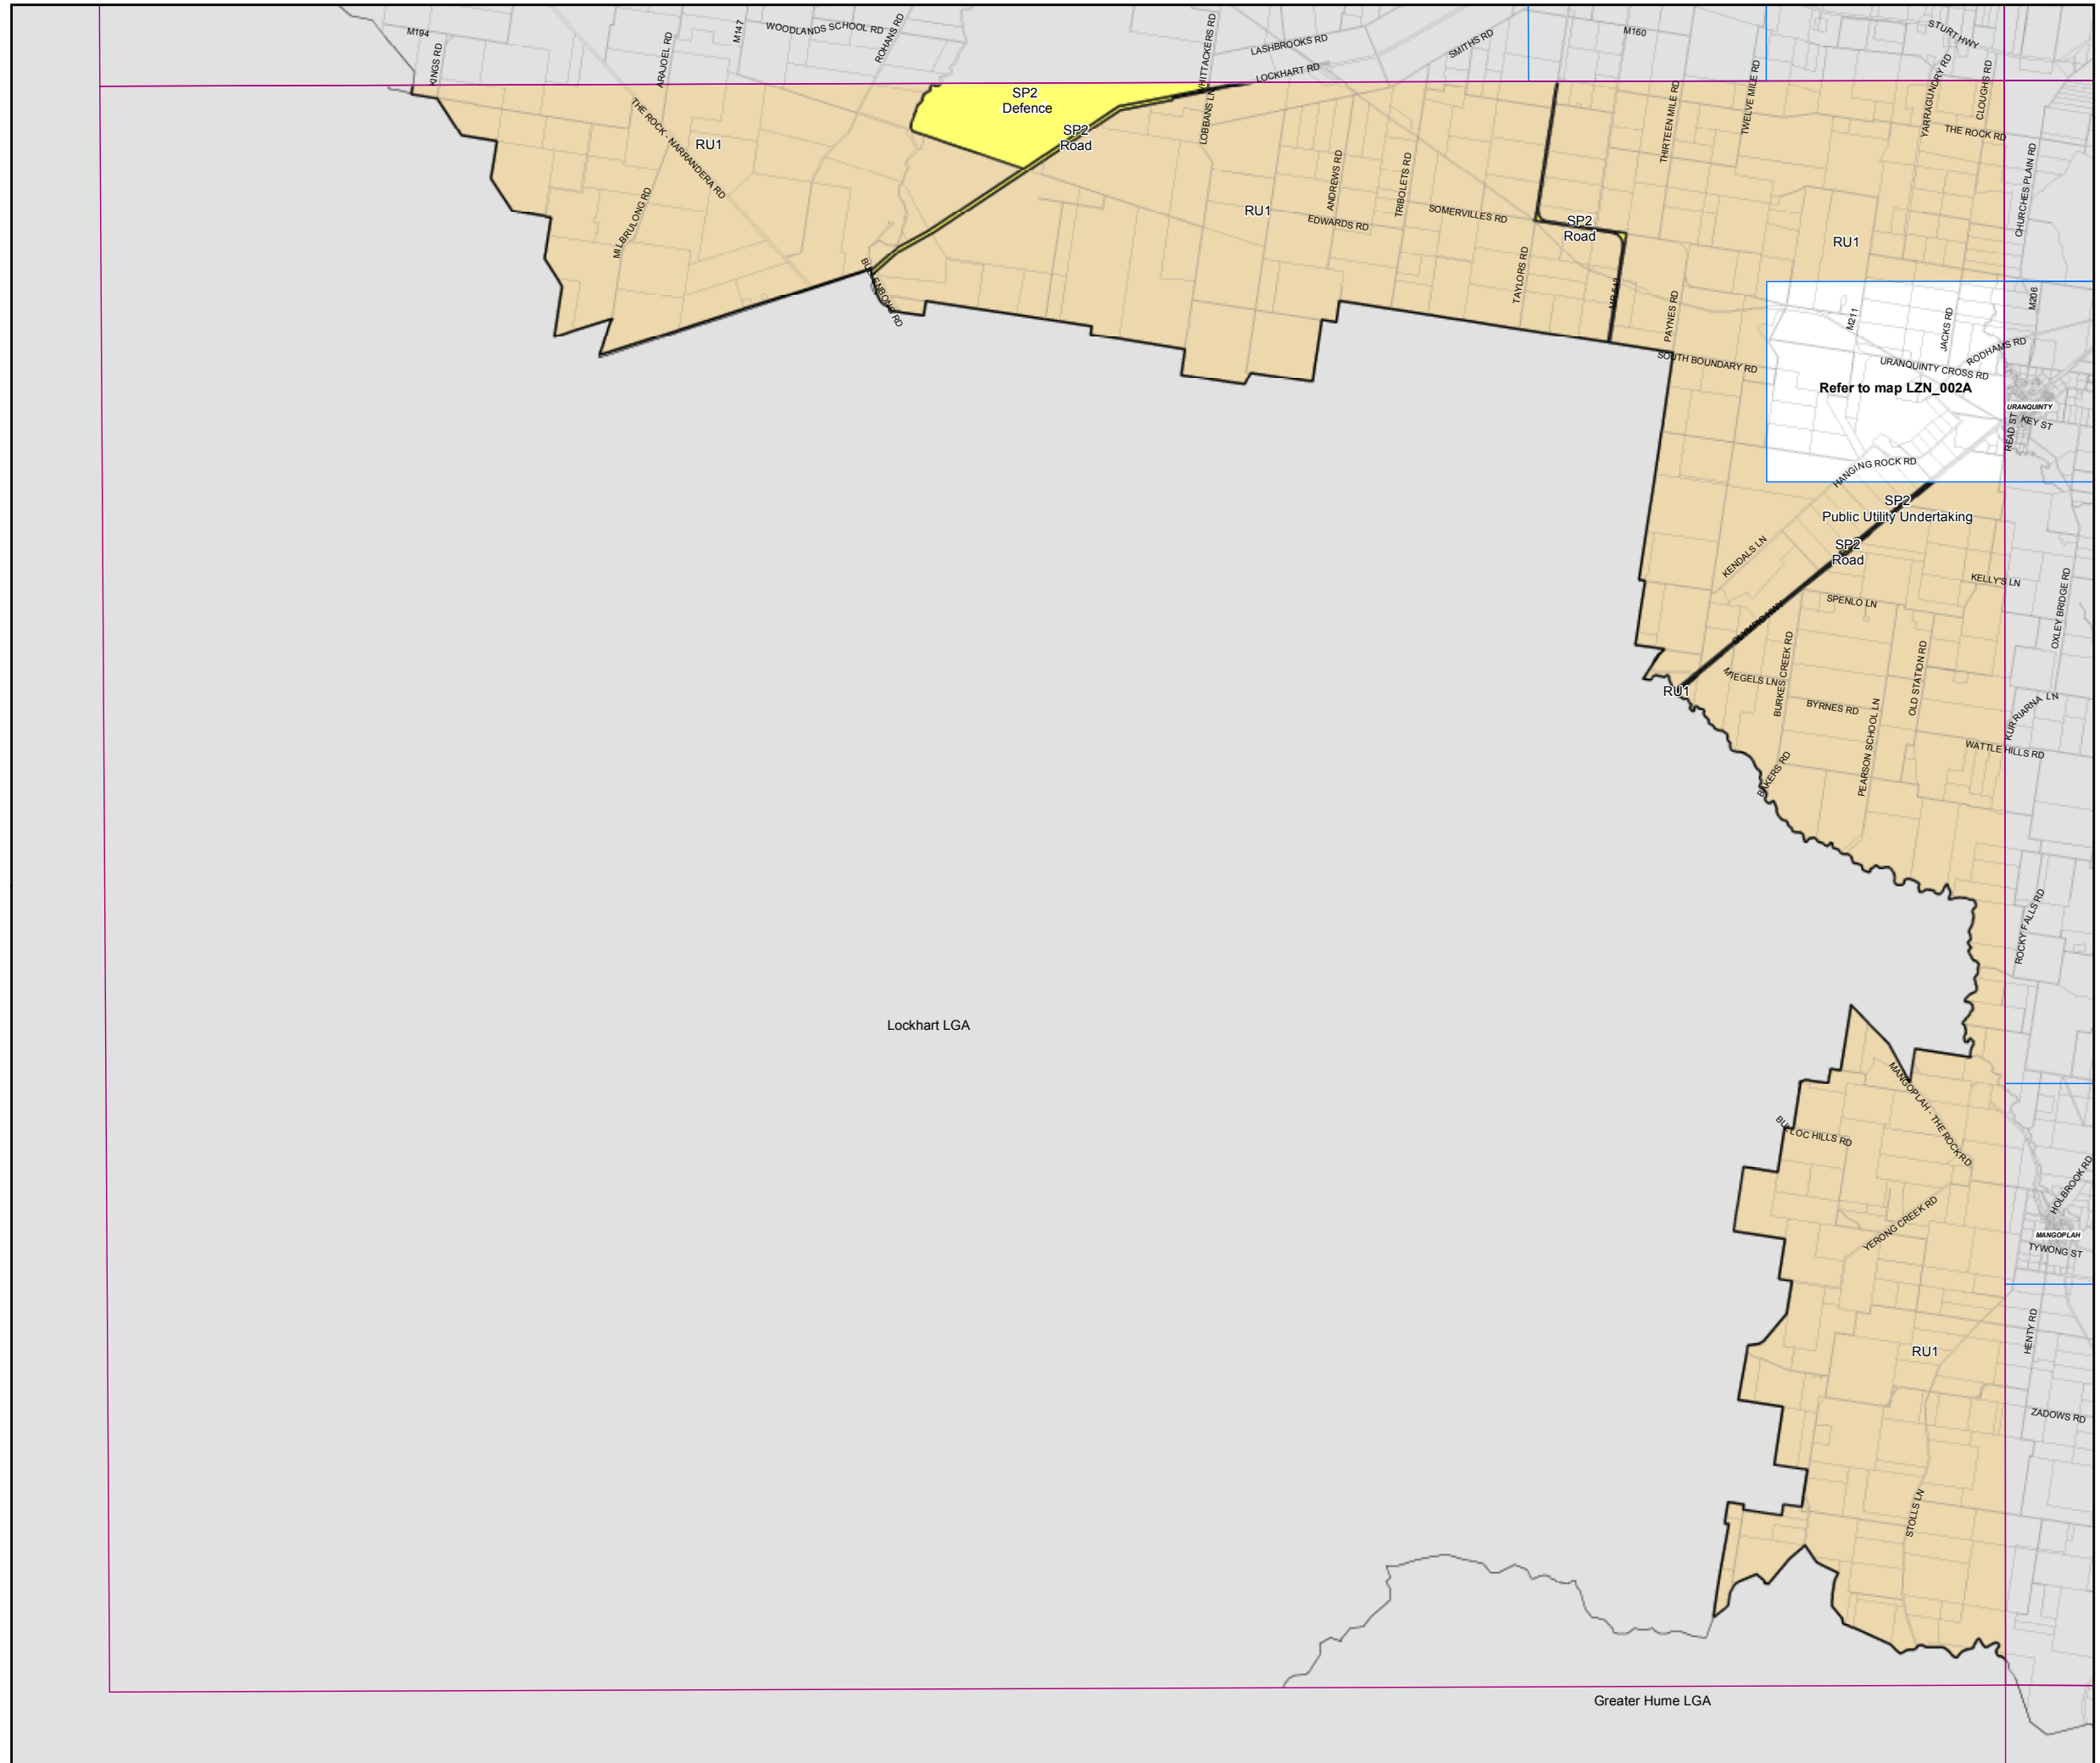 M194
KINGS RD
ARAJOEL RD
M147
WOODLANDS SCHOOL RD
ROHANS RD
WHITTACKERS RD
LASHBROOKS RD
LOCKHART RD
SMITHS RD
M160
STURT HWY
THE ROCK - NARRANDERA RD
RU1
SP2
Defence
SP2
Road
LOBBANS LN
THIRTEEN MILE RD
TWELVE MILE RD
YARRAGUNDRY RD
CLOUGHS RD
THE ROCK RD
CHURCHES PLAIN RD
MILBRULONG RD
RU1
ANDREWS RD
EDWARDS RD
TRIBOLETS RD
SOMERVILLES RD
SP2
Road
RU1
TAYLORS RD
MR 643
PAYNES RD
SOUTH BOUNDARY RD
M211
JACKS RD
RODHAMS RD
M206
URANQUINTY CROSS RD
Refer to map LZN_002A
URANQUINTY
READ ST
KEY ST
HANGING ROCK RD
SP2
Public Utility Undertaking
SP2
Road
KENDALS LN
KELLY'S LN
SPENLO LN
OXLEY BRIDGE RD
RU1
MIEGELS LN
BURKES CREEK RD
BYRNES RD
OLD STATION RD
PEARSON SCHOOL LN
WATTLE HILLS RD
BAKERS RD
ROCKY FALLS RD
Lockhart LGA
MANGOPLAH - THE ROCK RD
BULLOC HILLS RD
YERONG CREEK RD
HOLBROOK RD
MANGOPLAH
TYWONG ST
RU1
HENTY RD
ZADOWS RD
STOLLS LN
Greater Hume LGA